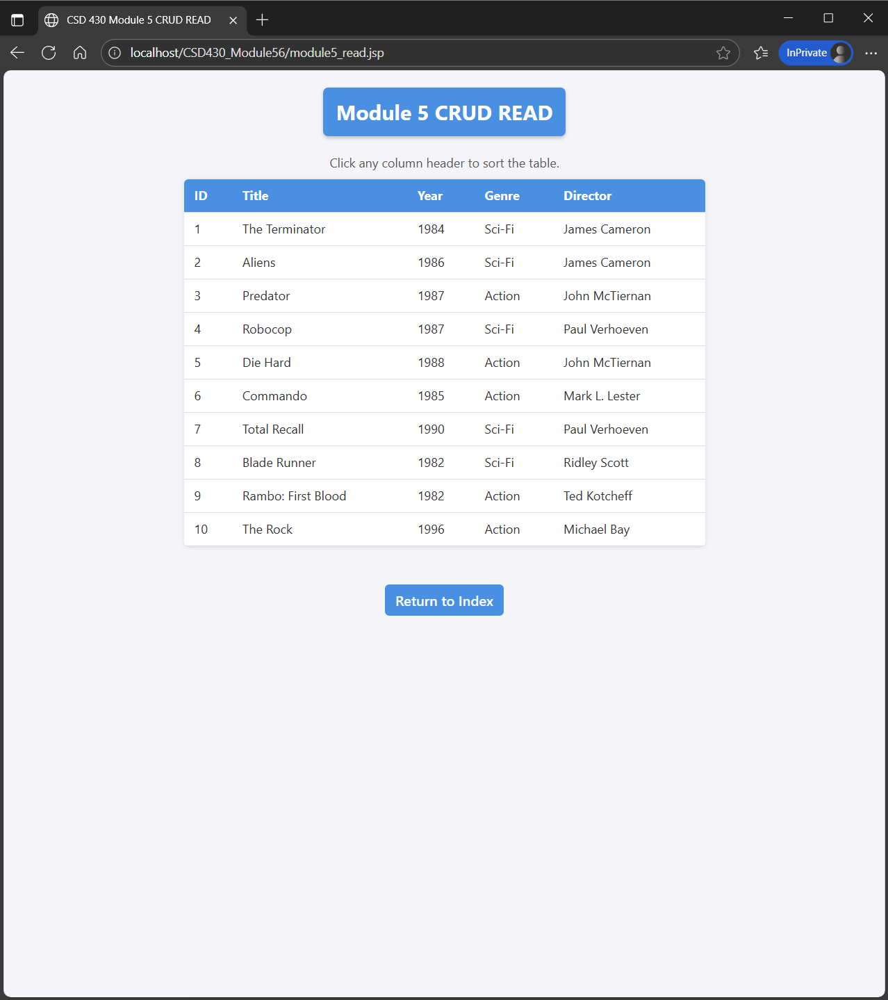 CSD 430 Module 5 CRUD READ
localhost/CSD430_Module56/module5_read.jsp
InPrivate
Module 5 CRUD READ
Click any column header to sort the table.
ID Title Year Genre Director
1 The Terminator 1984 Sci-Fi James Cameron
2 Aliens 1986 Sci-Fi James Cameron
3 Predator 1987 Action John McTiernan
4 Robocop 1987 Sci-Fi Paul Verhoeven
5 Die Hard 1988 Action John McTiernan
6 Commando 1985 Action Mark L. Lester
7 Total Recall 1990 Sci-Fi Paul Verhoeven
8 Blade Runner 1982 Sci-Fi Ridley Scott
9 Rambo: First Blood 1982 Action Ted Kotcheff
10 The Rock 1996 Action Michael Bay
Return to Index